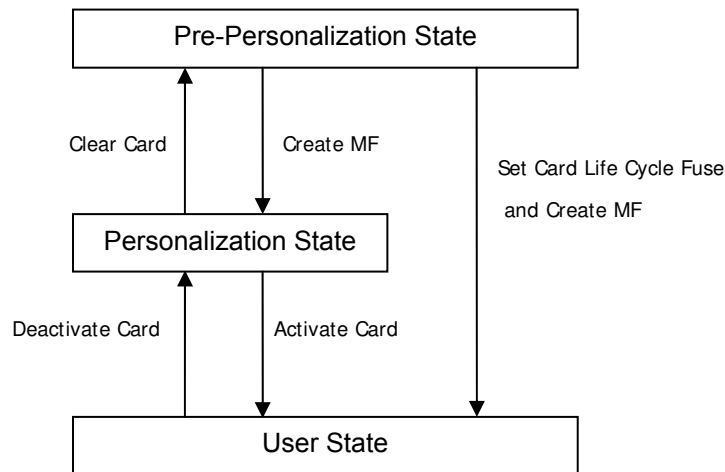 Pre-Personalization State
Clear Card
Create MF
Set Card Life Cycle Fuse
and Create MF
Personalization State
Deactivate Card
Activate Card
User State